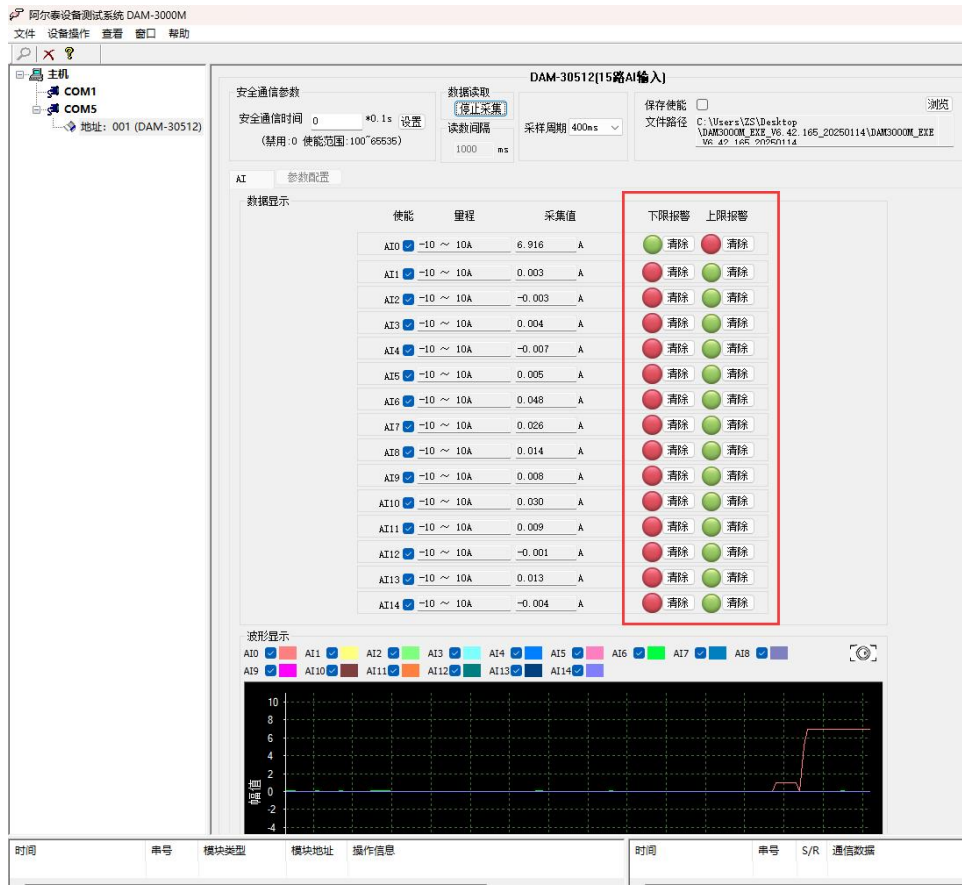 阿尔泰设备测试系统 DAM-3000M
文件 设备操作 查看 窗口 帮助
主机
COM1
COM5
地址：001 (DAM-30512)
DAM-30512[15路AI输入]
安全通信参数
安全通信时间 0 *0.1s 设置
(禁用:0 使能范围:100~65535)
数据读取
停止采集
读数间隔
1000 ms
采样周期 400ms
保存使能 浏览
文件路径 C:\Users\ZS\Desktop
\DAM3000M_EXE_V6.42.165_20250114\DAM3000M_EXE
V6.42.165_20250114
AI 参数配置
数据显示
使能 量程 采集值 下限报警 上限报警
AI0 -10 ～ 10A 6.916 A 清除 清除
AI1 -10 ～ 10A 0.003 A 清除 清除
AI2 -10 ～ 10A -0.003 A 清除 清除
AI3 -10 ～ 10A 0.004 A 清除 清除
AI4 -10 ～ 10A -0.007 A 清除 清除
AI5 -10 ～ 10A 0.005 A 清除 清除
AI6 -10 ～ 10A 0.048 A 清除 清除
AI7 -10 ～ 10A 0.026 A 清除 清除
AI8 -10 ～ 10A 0.014 A 清除 清除
AI9 -10 ～ 10A 0.008 A 清除 清除
AI10 -10 ～ 10A 0.030 A 清除 清除
AI11 -10 ～ 10A 0.009 A 清除 清除
AI12 -10 ～ 10A -0.001 A 清除 清除
AI13 -10 ～ 10A 0.013 A 清除 清除
AI14 -10 ～ 10A -0.004 A 清除 清除
波形显示
AI0 AI1 AI2 AI3 AI4 AI5 AI6 AI7 AI8
AI9 AI10 AI11 AI12 AI13 AI14
10
8
6
4
2
0
-2
-4
幅值
时间 串号 模块类型 模块地址 操作信息
时间 串号 S/R 通信数据